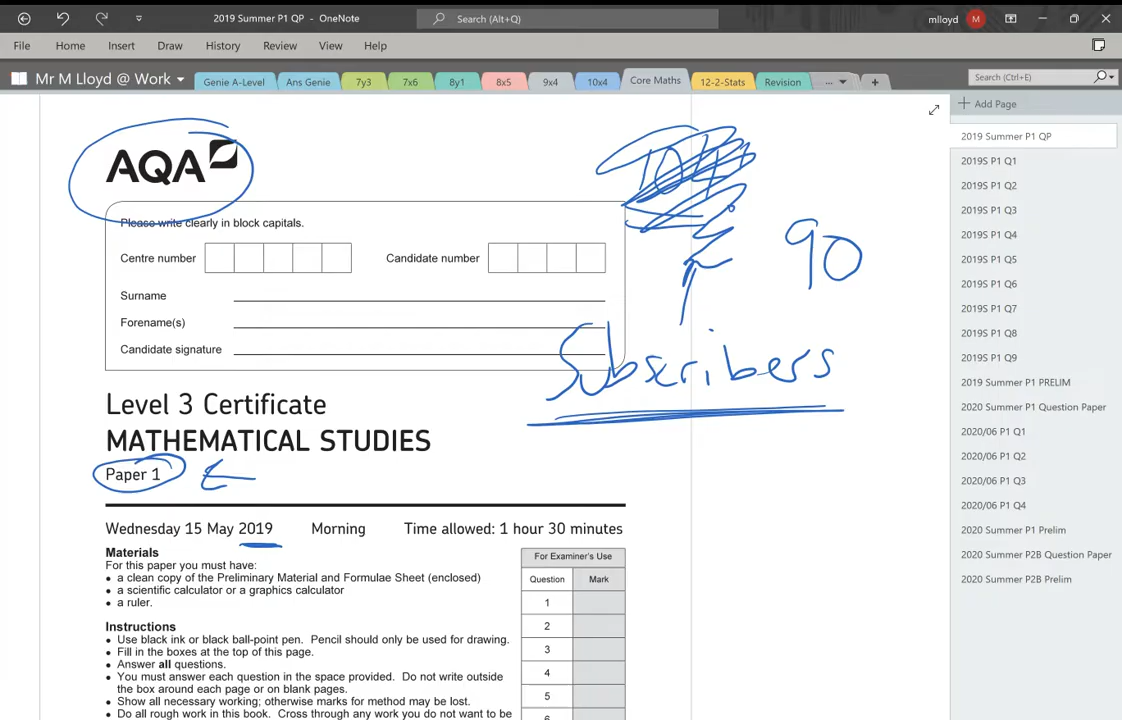 2019 Summer P1 QP - OneNote
Search (Alt+Q)
mlloyd
M
File Home Insert Draw History Review View Help
Mr M Lloyd @ Work
Genie A-Level Ans Genie 7y3 7x6 8y1 8x5 9x4 10x4 Core Maths 12-2-Stats Revision ...
Search (Ctrl+E)
Add Page
2019 Summer P1 QP
2019S P1 Q1
2019S P1 Q2
2019S P1 Q3
2019S P1 Q4
2019S P1 Q5
2019S P1 Q6
2019S P1 Q7
2019S P1 Q8
2019S P1 Q9
2019 Summer P1 PRELIM
2020 Summer P1 Question Paper
2020/06 P1 Q1
2020/06 P1 Q2
2020/06 P1 Q3
2020/06 P1 Q4
2020 Summer P1 Prelim
2020 Summer P2B Question Paper
2020 Summer P2B Prelim
AQA
Please write clearly in block capitals.
Centre number
Candidate number
Surname
Forename(s)
Candidate signature
90
Subscribers
Level 3 Certificate
MATHEMATICAL STUDIES
Paper 1
Wednesday 15 May 2019 Morning Time allowed: 1 hour 30 minutes
Materials
For this paper you must have:
• a clean copy of the Preliminary Material and Formulae Sheet (enclosed)
• a scientific calculator or a graphics calculator
• a ruler.
Instructions
• Use black ink or black ball-point pen. Pencil should only be used for drawing.
• Fill in the boxes at the top of this page.
• Answer all questions.
• You must answer each question in the space provided. Do not write outside
the box around each page or on blank pages.
• Show all necessary working; otherwise marks for method may be lost.
• Do all rough work in this book. Cross through any work you do not want to be
For Examiner's Use
Question Mark
1
2
3
4
5
6